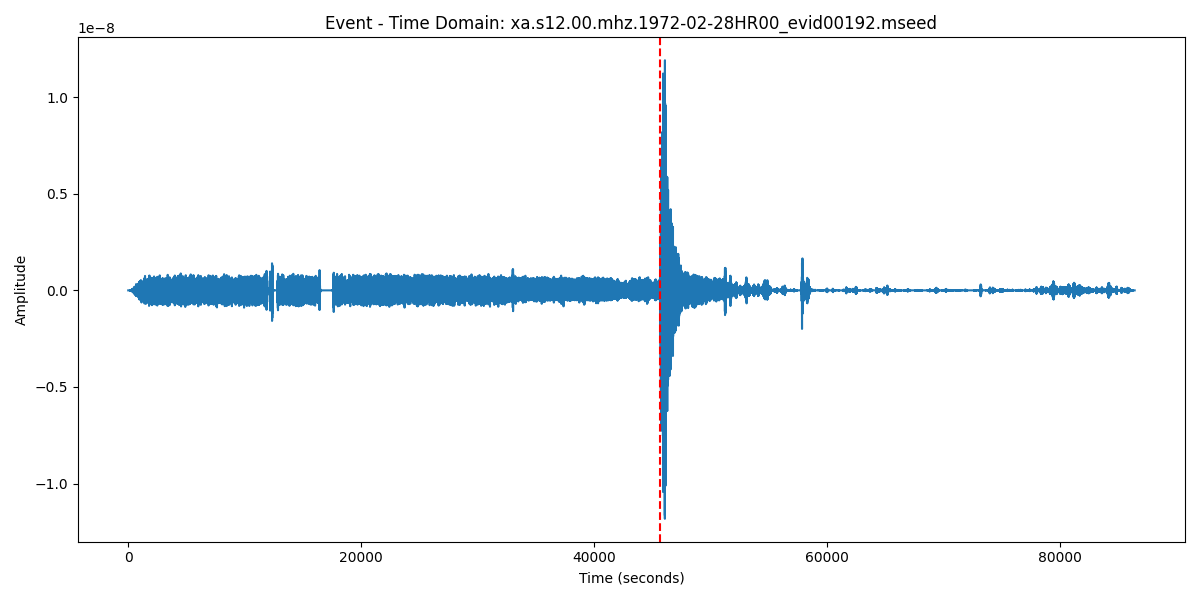 Event - Time Domain: xa.s12.00.mhz.1972-02-28HR00_evid00192.mseed
1e−8
1.0
0.5
0.0
−0.5
−1.0
Amplitude
0 20000 40000 60000 80000
Time (seconds)